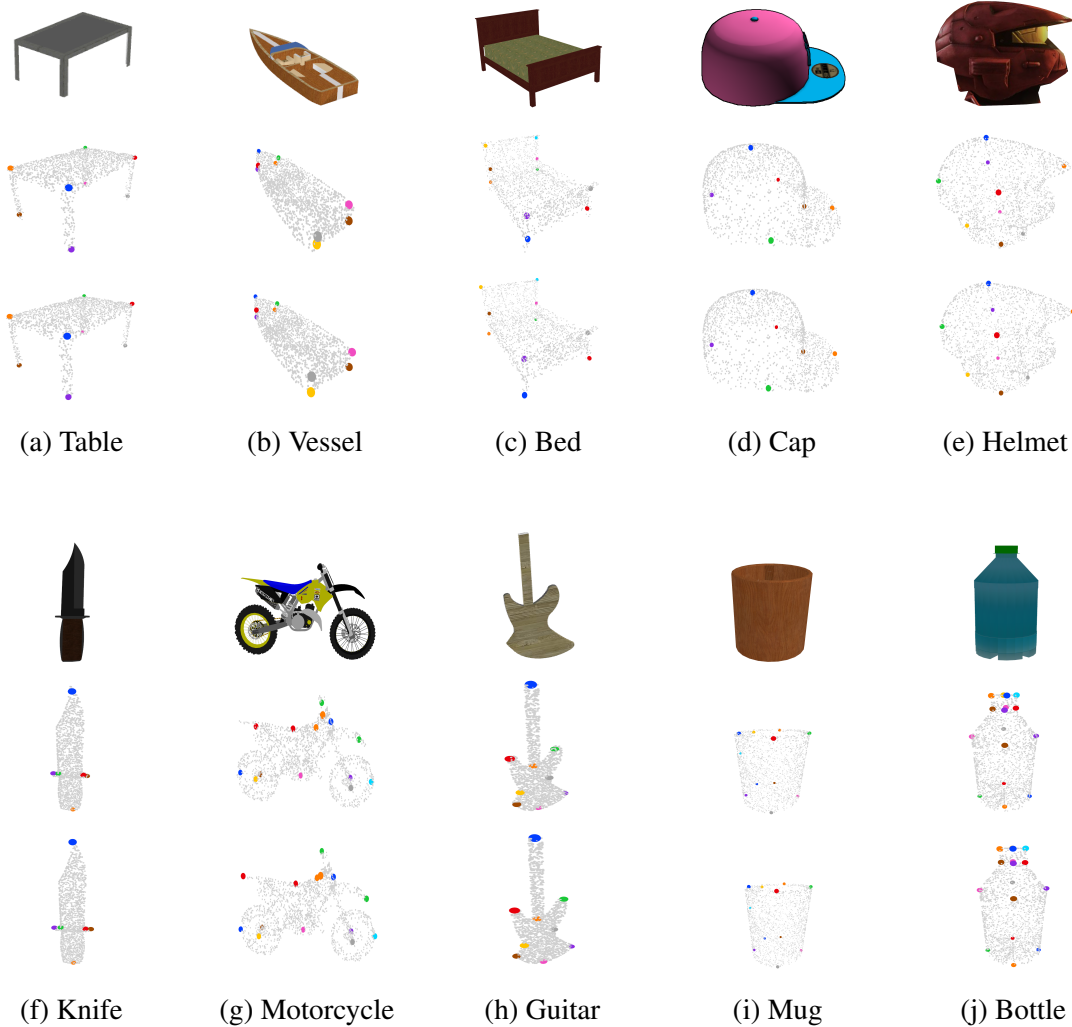 (a) Table (b) Vessel (c) Bed (d) Cap (e) Helmet
(f) Knife (g) Motorcycle (h) Guitar (i) Mug (j) Bottle